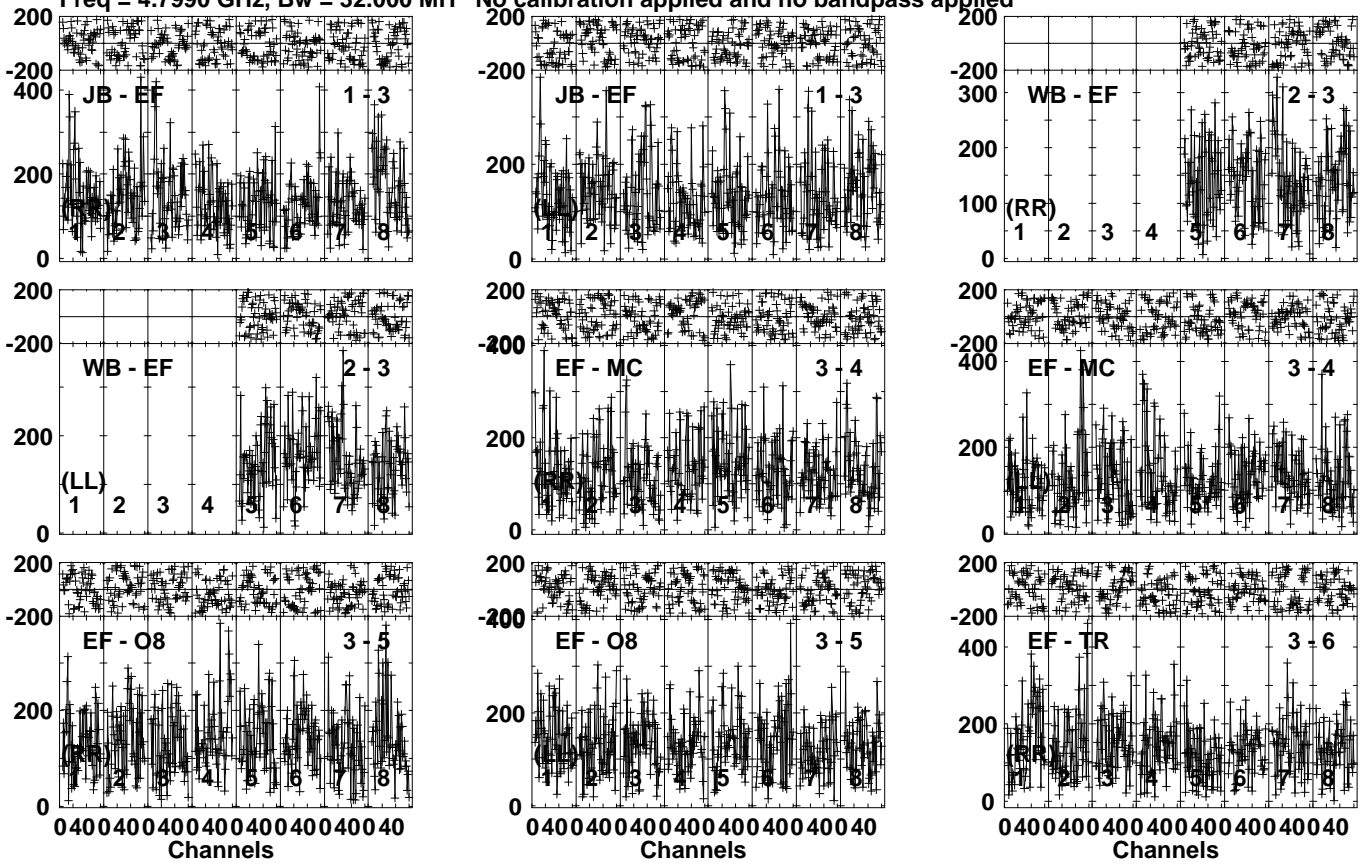 Freq = 4.7990 GHz, Bw = 32.000 MH No calibration applied and no bandpass applied
200 200 200
-200 -200 -200
400 JB - EF 1 - 3 400 JB - EF 1 - 3 300 WB - EF 2 - 3
200 200 200
100
(RR) (LL) (RR)
1 2 3 4 5 6 7 8 1 2 3 4 5 6 7 8 1 2 3 4 5 6 7 8
0 0 0
200 200 200
-200 -200 -200
WB - EF 2 - 3 400 EF - MC 3 - 4 400 EF - MC 3 - 4
200 200 200
(LL) (RR) (LL)
1 2 3 4 5 6 7 8 1 2 3 4 5 6 7 8 1 2 3 4 5 6 7 8
0 0 0
200 200 200
-200 -200 -200
EF - O8 3 - 5 400 EF - O8 3 - 5 400 EF - TR 3 - 6
200 200 200
(RR) (LL) (RR)
1 2 3 4 5 6 7 8 1 2 3 4 5 6 7 8 1 2 3 4 5 6 7 8
0 0 0
0 40 0 40 0 40 0 40 0 40 0 40 0 40 0 40 0 40 0 40 0 40 0 40 0 40 0 40 0 40 0 40 0 40 0 40 0 40 0 40 0 40 0 40 0 40 0 40
Channels Channels Channels